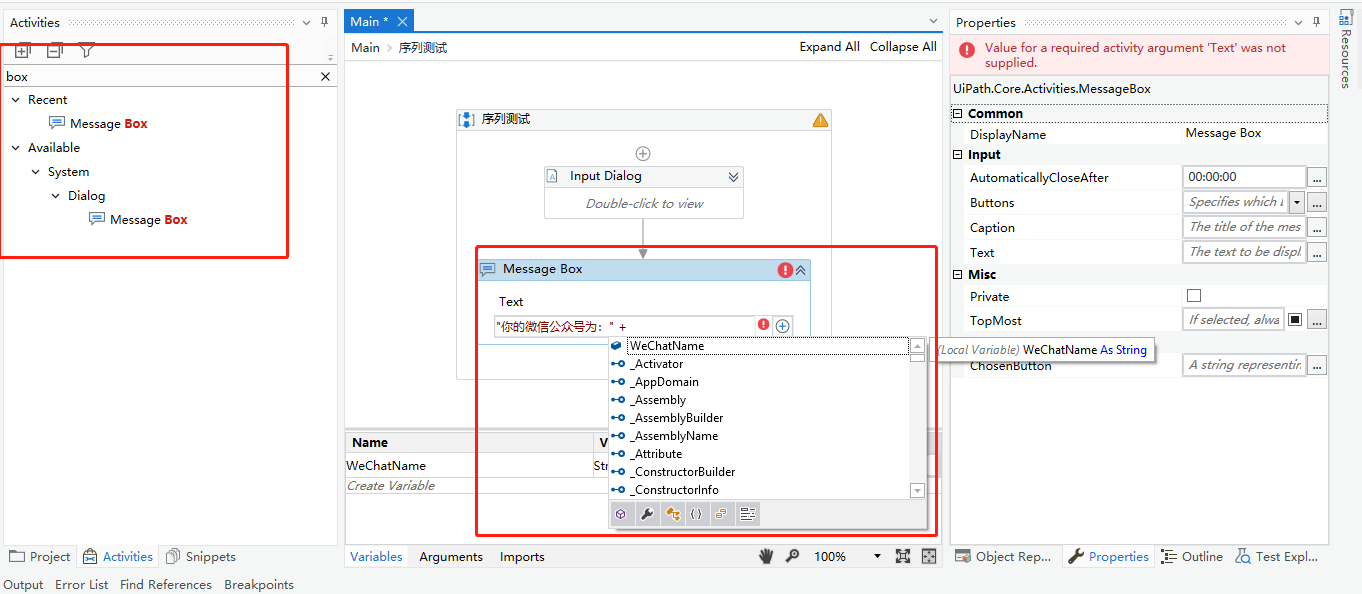 Activities
box
Recent
Message Box
Available
System
Dialog
Message Box
Project
Activities
Snippets
Main *
Main > 序列测试
Expand All
Collapse All
序列测试
Input Dialog
Double-click to view
Message Box
Text
"你的微信公众号为：" +
WeChatName
_Activator
_AppDomain
_Assembly
_AssemblyBuilder
_AssemblyName
_Attribute
_ConstructorBuilder
_ConstructorInfo
(Local Variable) WeChatName As String
Name
V
WeChatName
Str
Create Variable
Variables
Arguments
Imports
100%
Properties
Value for a required activity argument 'Text' was not
supplied.
UiPath.Core.Activities.MessageBox
Common
DisplayName
Message Box
Input
AutomaticallyCloseAfter
00:00:00
...
Buttons
Specifies which
...
Caption
The title of the mes
...
Text
The text to be displ
...
Misc
Private
TopMost
If selected, alwa
...
ChosenButton
A string representin
...
Object Rep...
Properties
Outline
Test Expl...
Resources
Output
Error List
Find References
Breakpoints